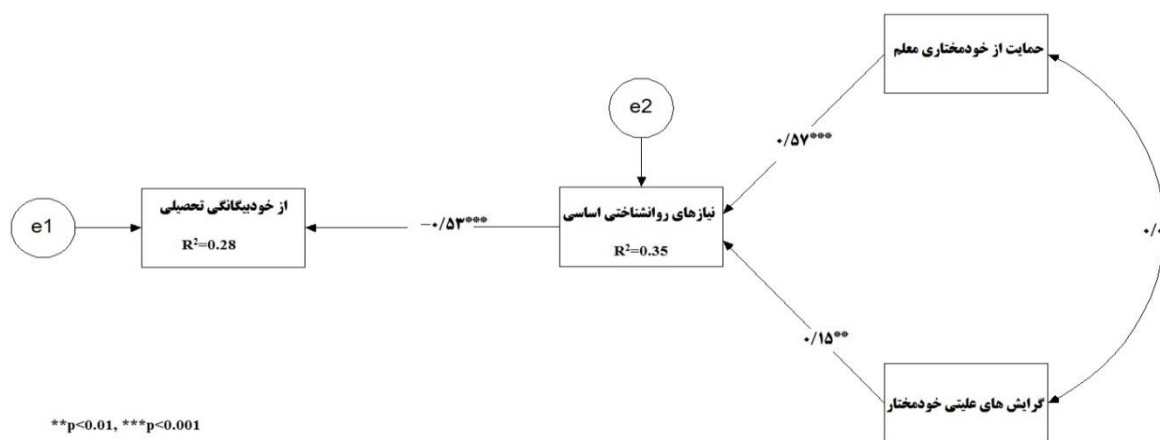 حمایت از خودمختاری معلم
e2
۰/۵۷***
نیازهای روانشناختی اساسی
R²=0.35
از خودبیگانگی تحصیلی
R²=0.28
e1
–۰/۵۳***
۰/۱۵**
گرایش های علیتی خودمختار
**p<0.01, ***p<0.001